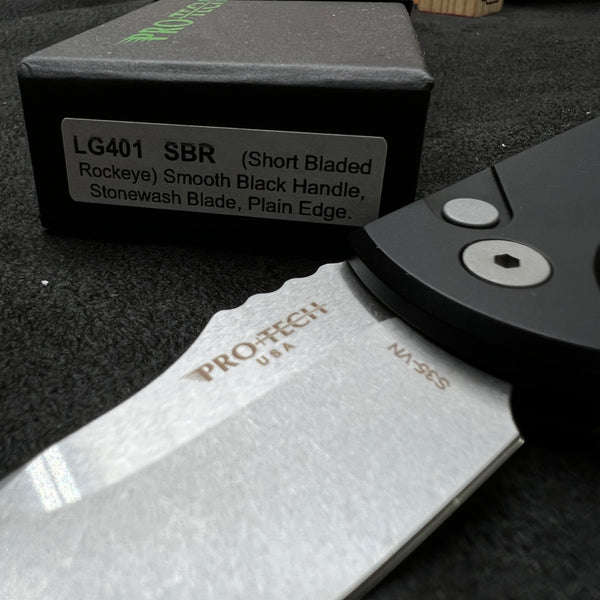 PRO-TECH
LG401 SBR (Short Bladed
Rockeye) Smooth Black Handle,
Stonewash Blade, Plain Edge.
PRO-TECH
USA
S35-VN